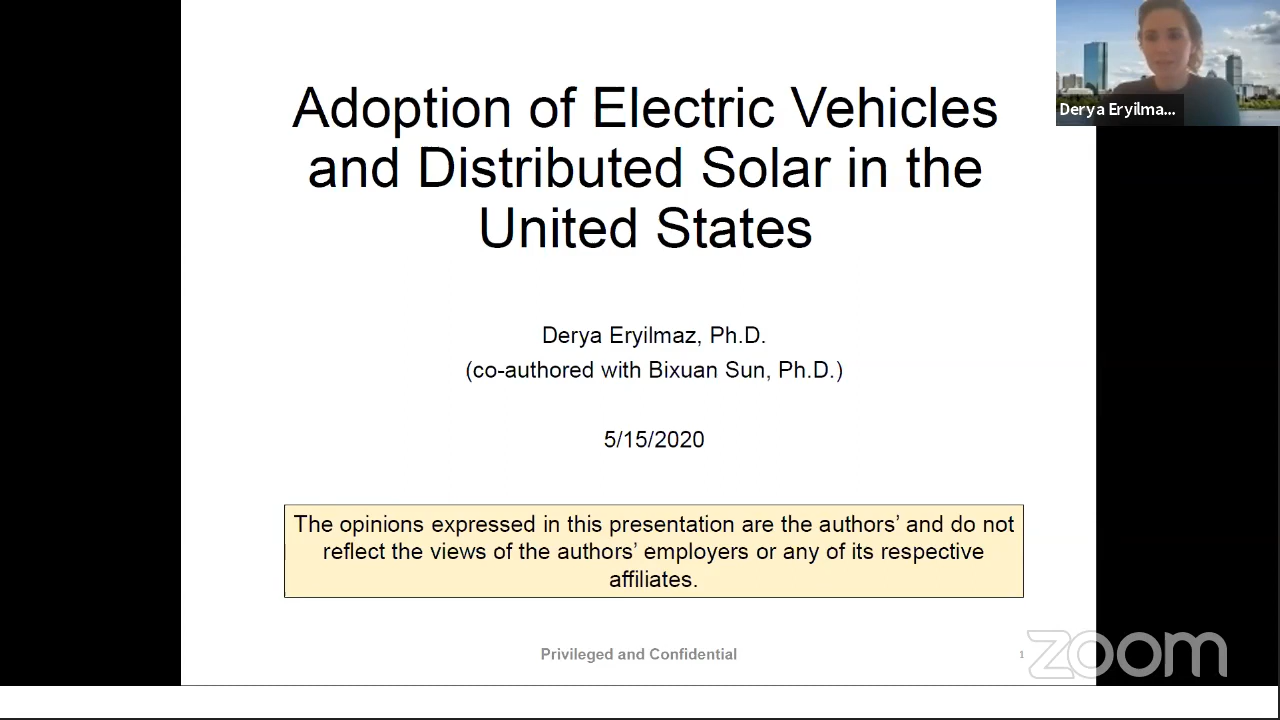 Adoption of Electric Vehicles
and Distributed Solar in the
United States
Derya Eryilmaz, Ph.D.
(co-authored with Bixuan Sun, Ph.D.)
5/15/2020
The opinions expressed in this presentation are the authors’ and do not
reflect the views of the authors’ employers or any of its respective
affiliates.
Privileged and Confidential
1
Derya Eryilma...
zoom